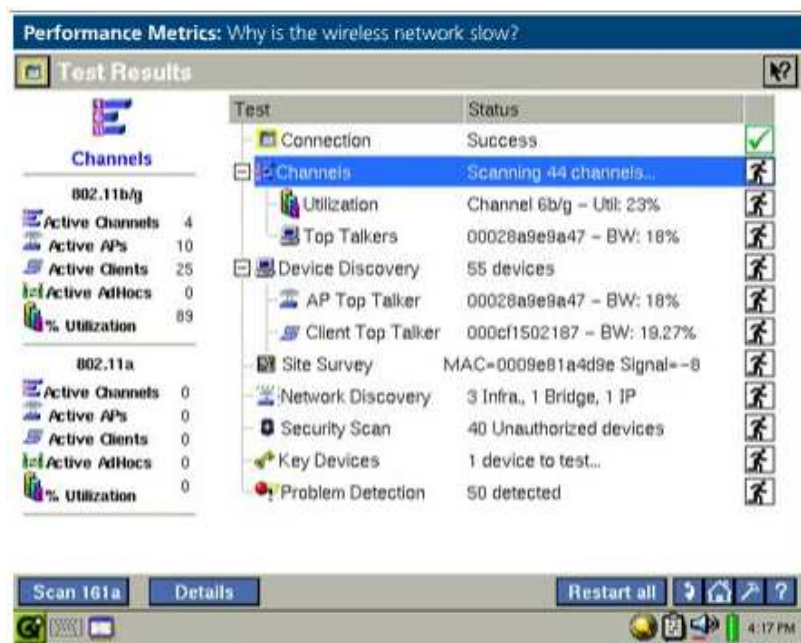 Performance Metrics: Why is the wireless network slow?
Test Results
Channels
802.11b/g
Active Channels 4
Active APs 10
Active Clients 25
Active AdHocs 0
% Utilization 89
802.11a
Active Channels 0
Active APs 0
Active Clients 0
Active AdHocs 0
% Utilization 0
Test Status
Connection Success
Channels Scanning 44 channels...
Utilization Channel 6b/g – Util: 23%
Top Talkers 00028a9e9a47 – BW: 18%
Device Discovery 55 devices
AP Top Talker 00028a9e9a47 – BW: 18%
Client Top Talker 000cf1502187 – BW: 19.27%
Site Survey MAC=0009e81a4d9e Signal=-8
Network Discovery 3 Infra., 1 Bridge, 1 IP
Security Scan 40 Unauthorized devices
Key Devices 1 device to test...
Problem Detection 50 detected
Scan 161a Details Restart all ?
4:17 PM